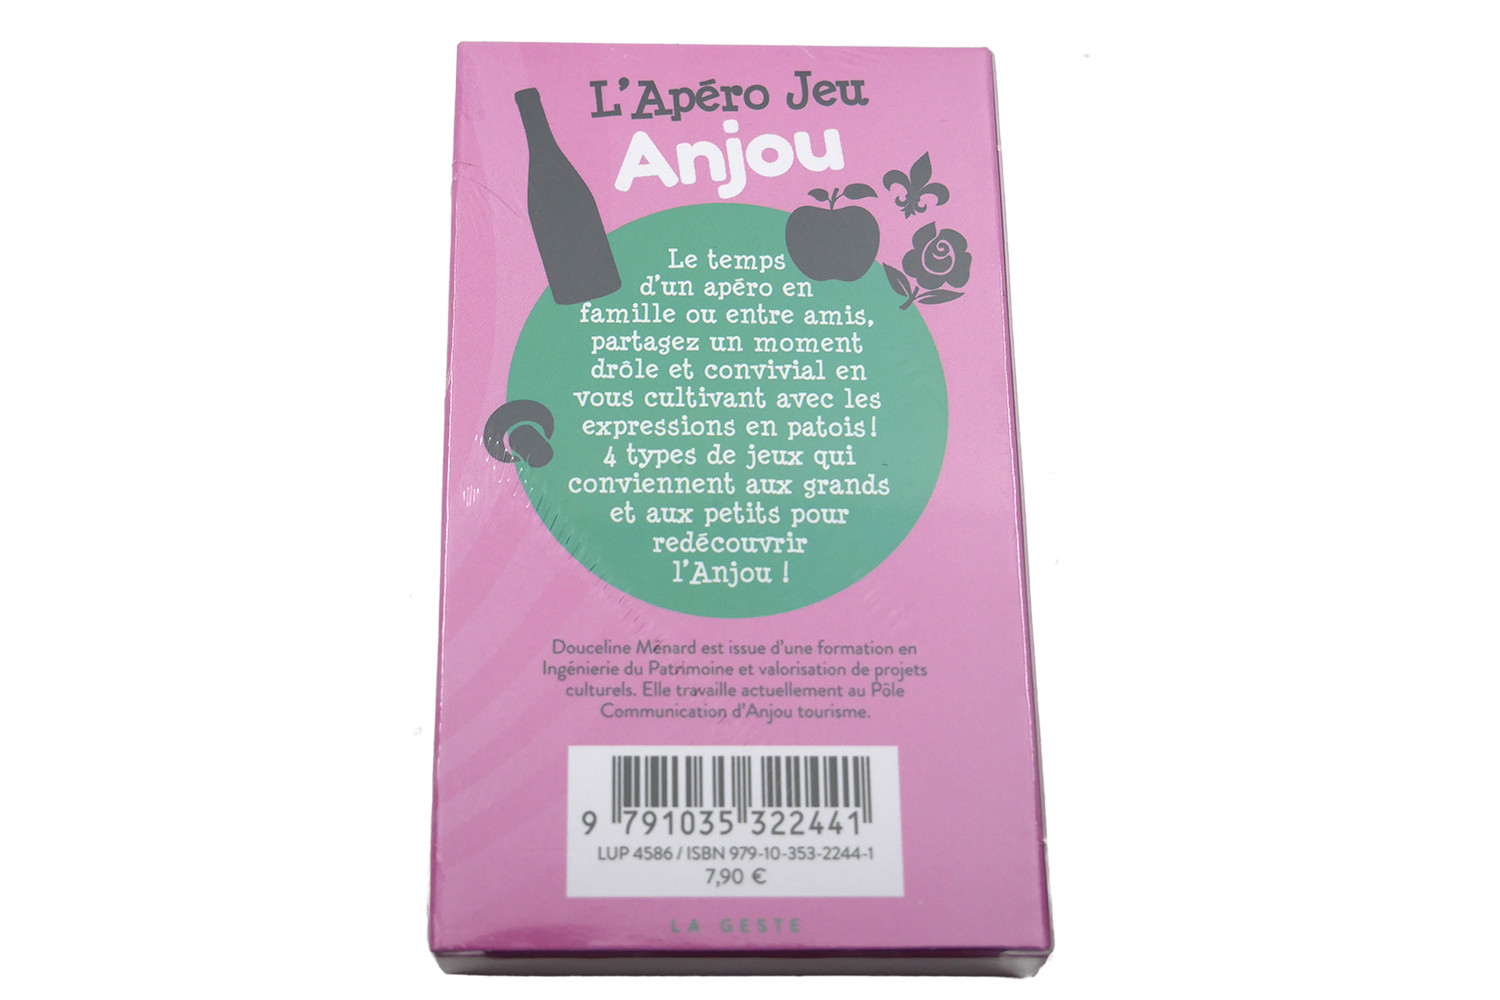 L'Apéro Jeu
Anjou
Le temps
d'un apéro en
famille ou entre amis,
partagez un moment
drôle et convivial en
vous cultivant avec les
expressions en patois!
4 types de jeux qui
conviennent aux grands
et aux petits pour
redécouvrir
l'Anjou !
Douceline Ménard est issue d'une formation en
Ingénierie du Patrimoine et valorisation de projets
culturels. Elle travaille actuellement au Pôle
Communication d'Anjou tourisme.
9 791035 322441
LUP 4586 / ISBN 979-10-353-2244-1
7,90 €
LA GESTE